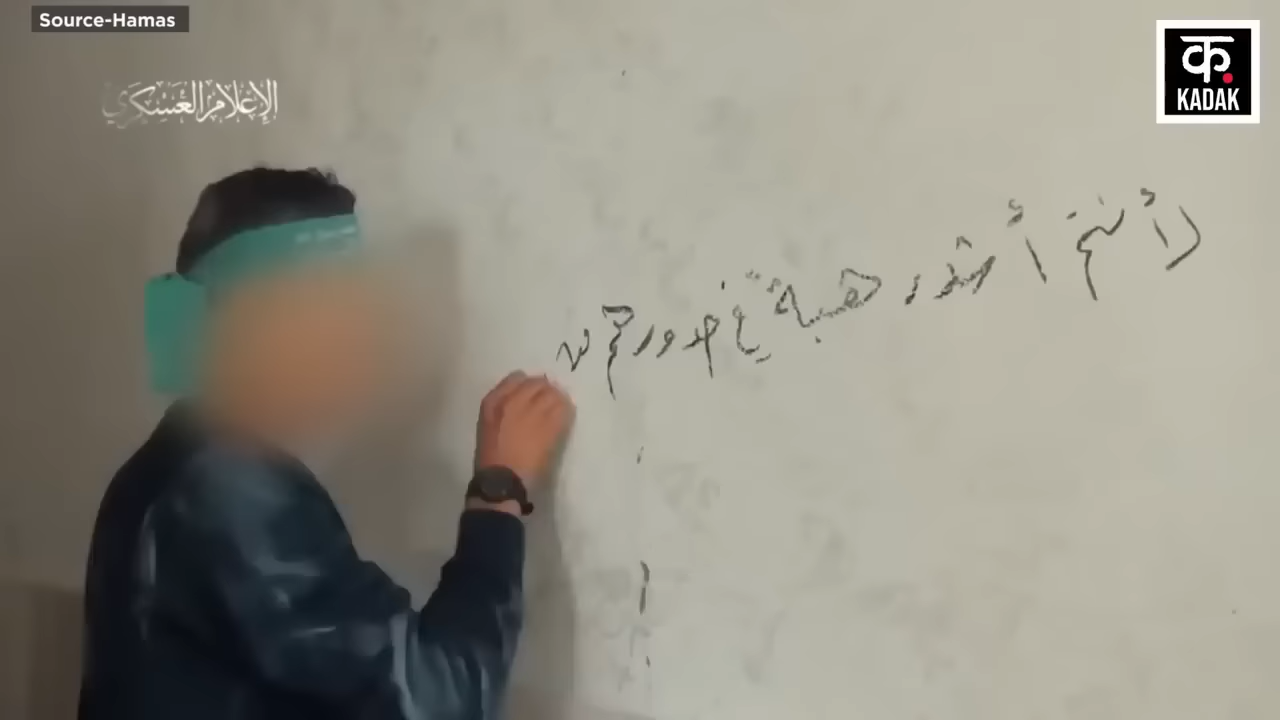 Source-Hamas
الإعلام العسكري
क.
KADAK
لأنتم أشد رهبة في صدورهم